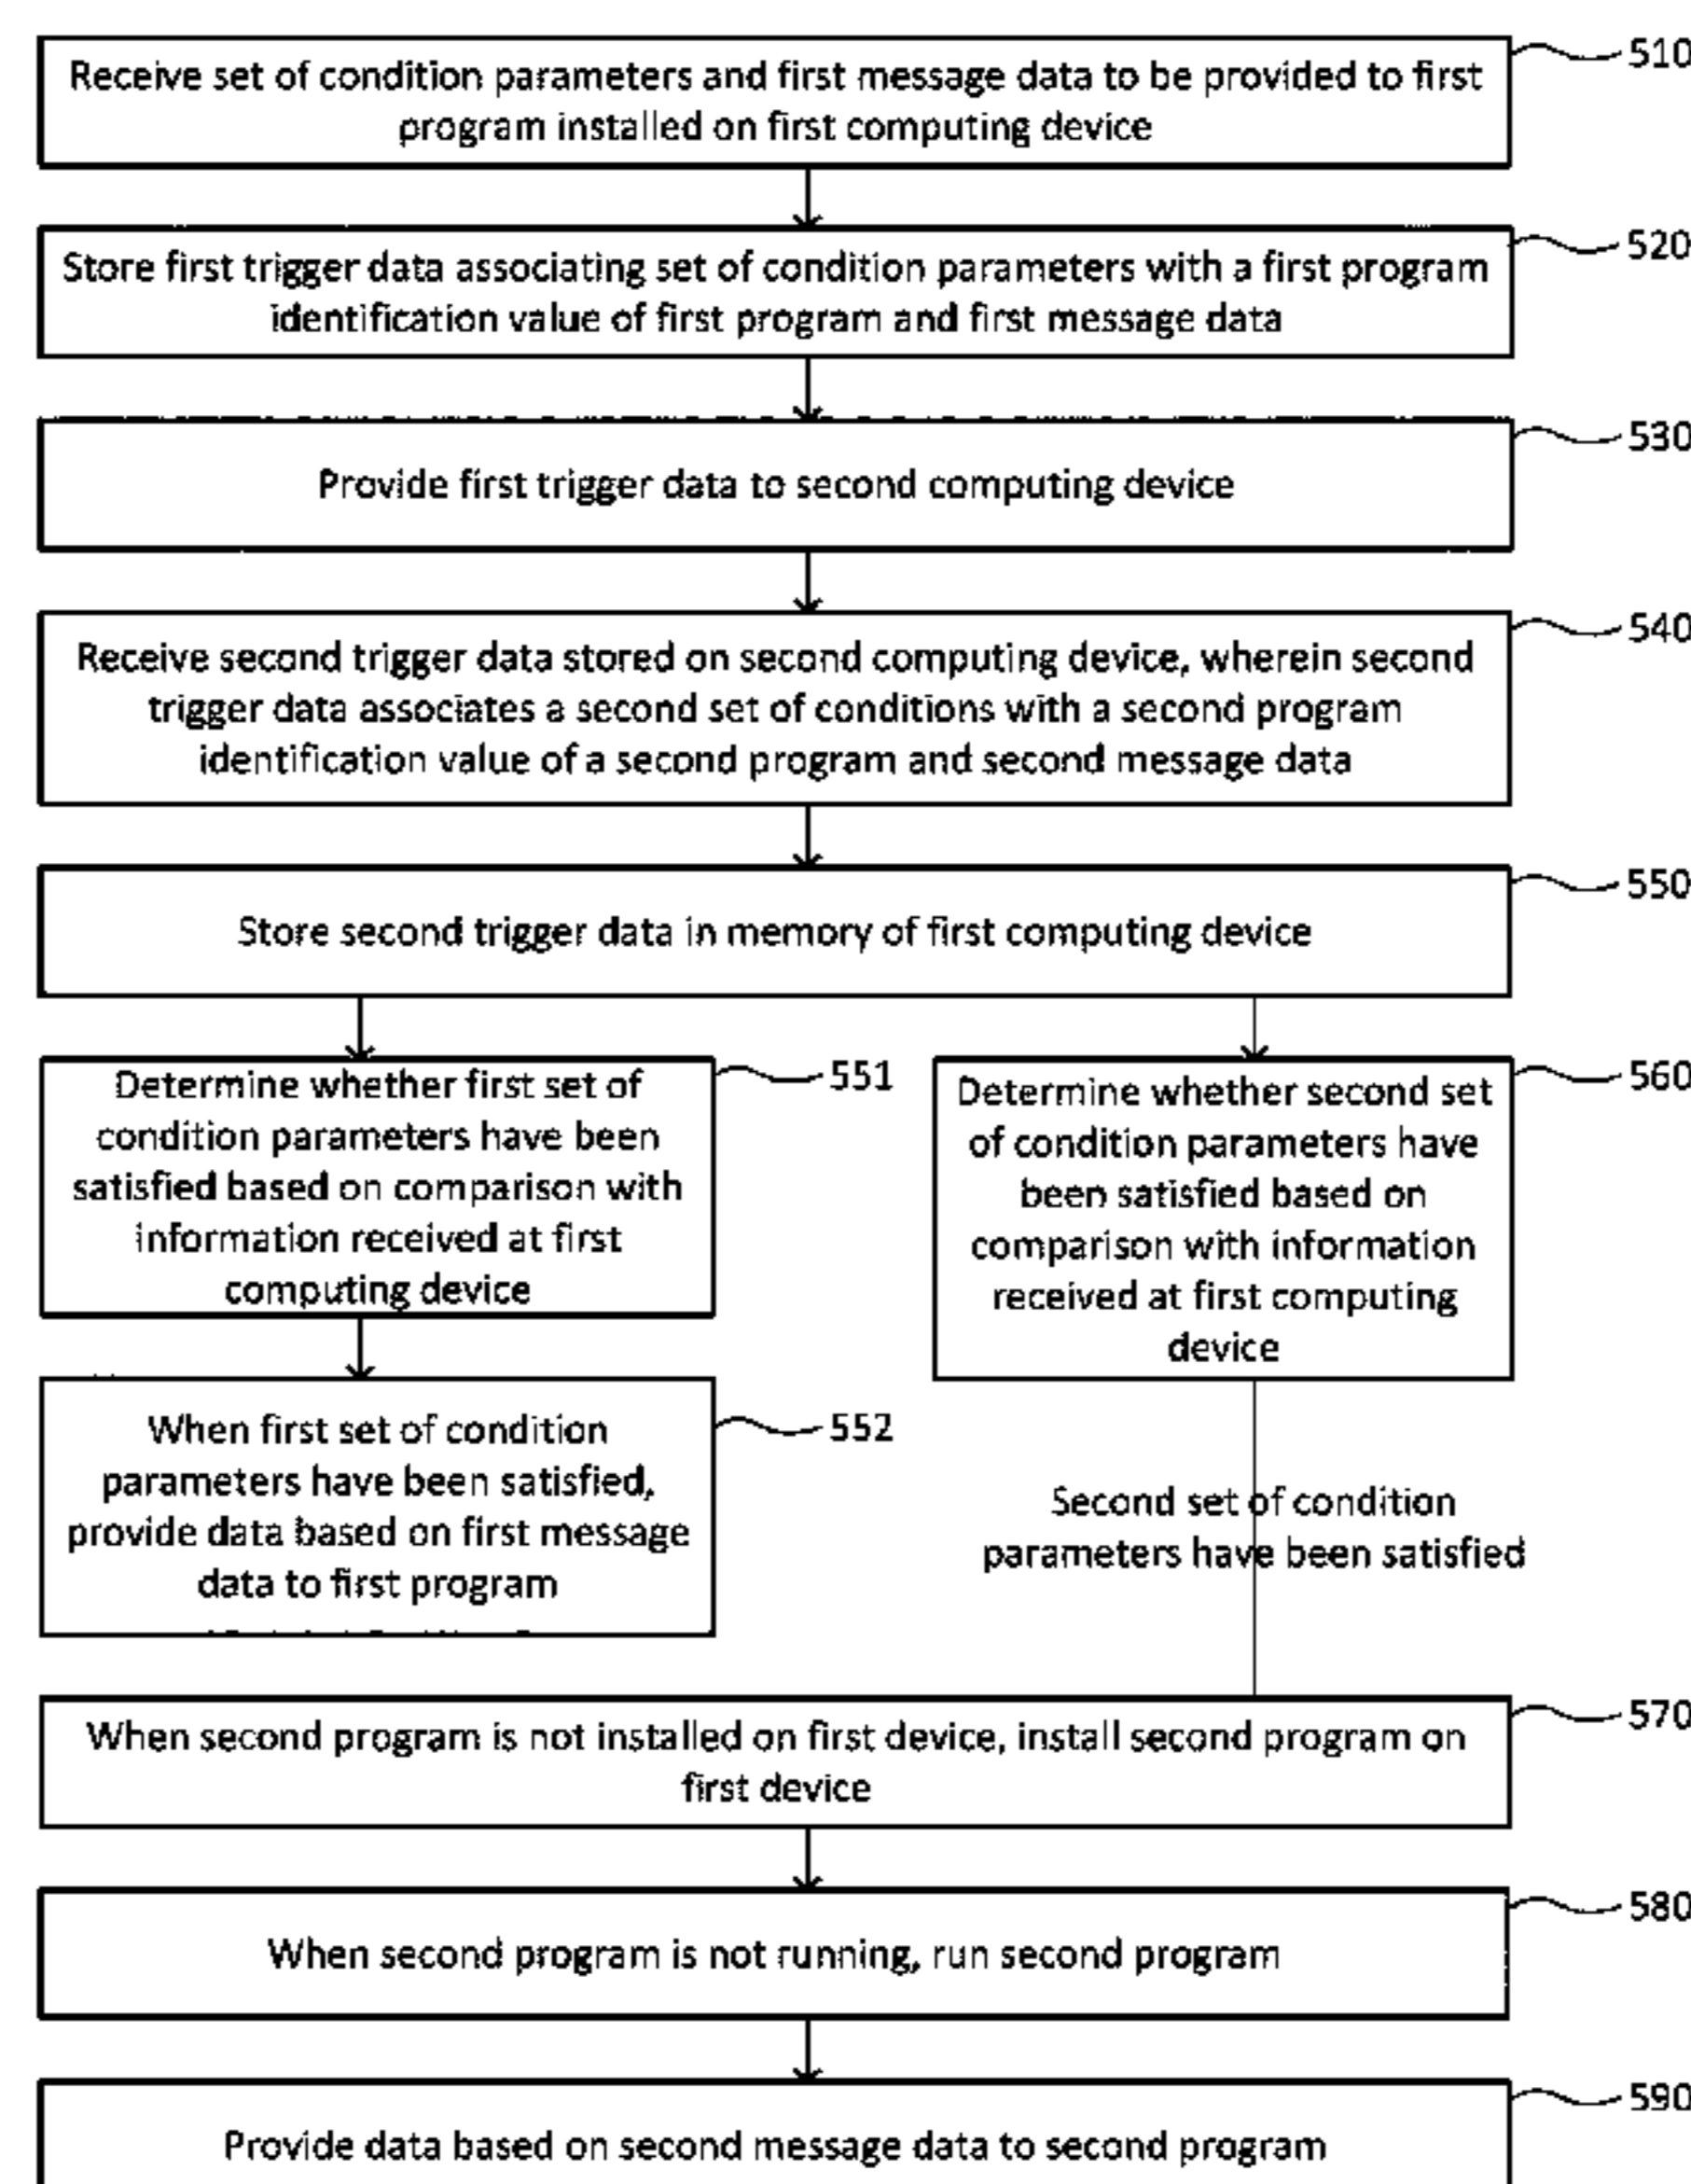 510
Receive set of condition parameters and first message data to be provided to first
program installed on first computing device
520
Store first trigger data associating set of condition parameters with a first program
identification value of first program and first message data
530
Provide first trigger data to second computing device
540
Receive second trigger data stored on second computing device, wherein second
trigger data associates a second set of conditions with a second program
identification value of a second program and second message data
550
Store second trigger data in memory of first computing device
551
Determine whether first set of
condition parameters have been
satisfied based on comparison with
information received at first
computing device
560
Determine whether second set
of condition parameters have
been satisfied based on
comparison with information
received at first computing
device
552
When first set of condition
parameters have been satisfied,
provide data based on first message
data to first program
Second set of condition
parameters have been satisfied
570
When second program is not installed on first device, install second program on
first device
580
When second program is not running, run second program
590
Provide data based on second message data to second program